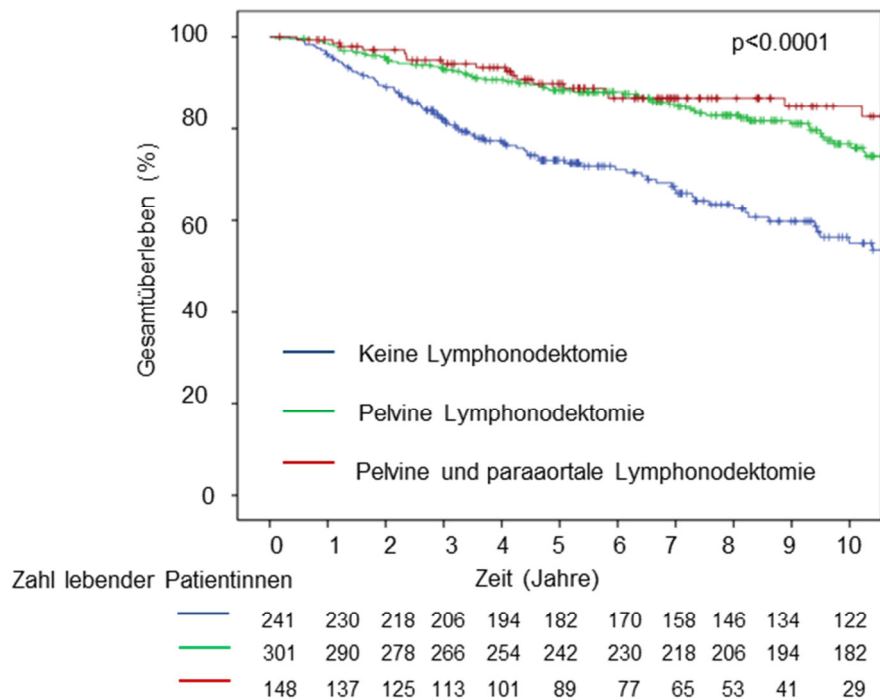 100
p<0.0001
80
60
40
20
0
Gesamtüberleben (%)
Keine Lymphonodektomie
Pelvine Lymphonodektomie
Pelvine und paraaortale Lymphonodektomie
0 1 2 3 4 5 6 7 8 9 10
Zahl lebender Patientinnen
Zeit (Jahre)
241 230 218 206 194 182 170 158 146 134 122
301 290 278 266 254 242 230 218 206 194 182
148 137 125 113 101 89 77 65 53 41 29